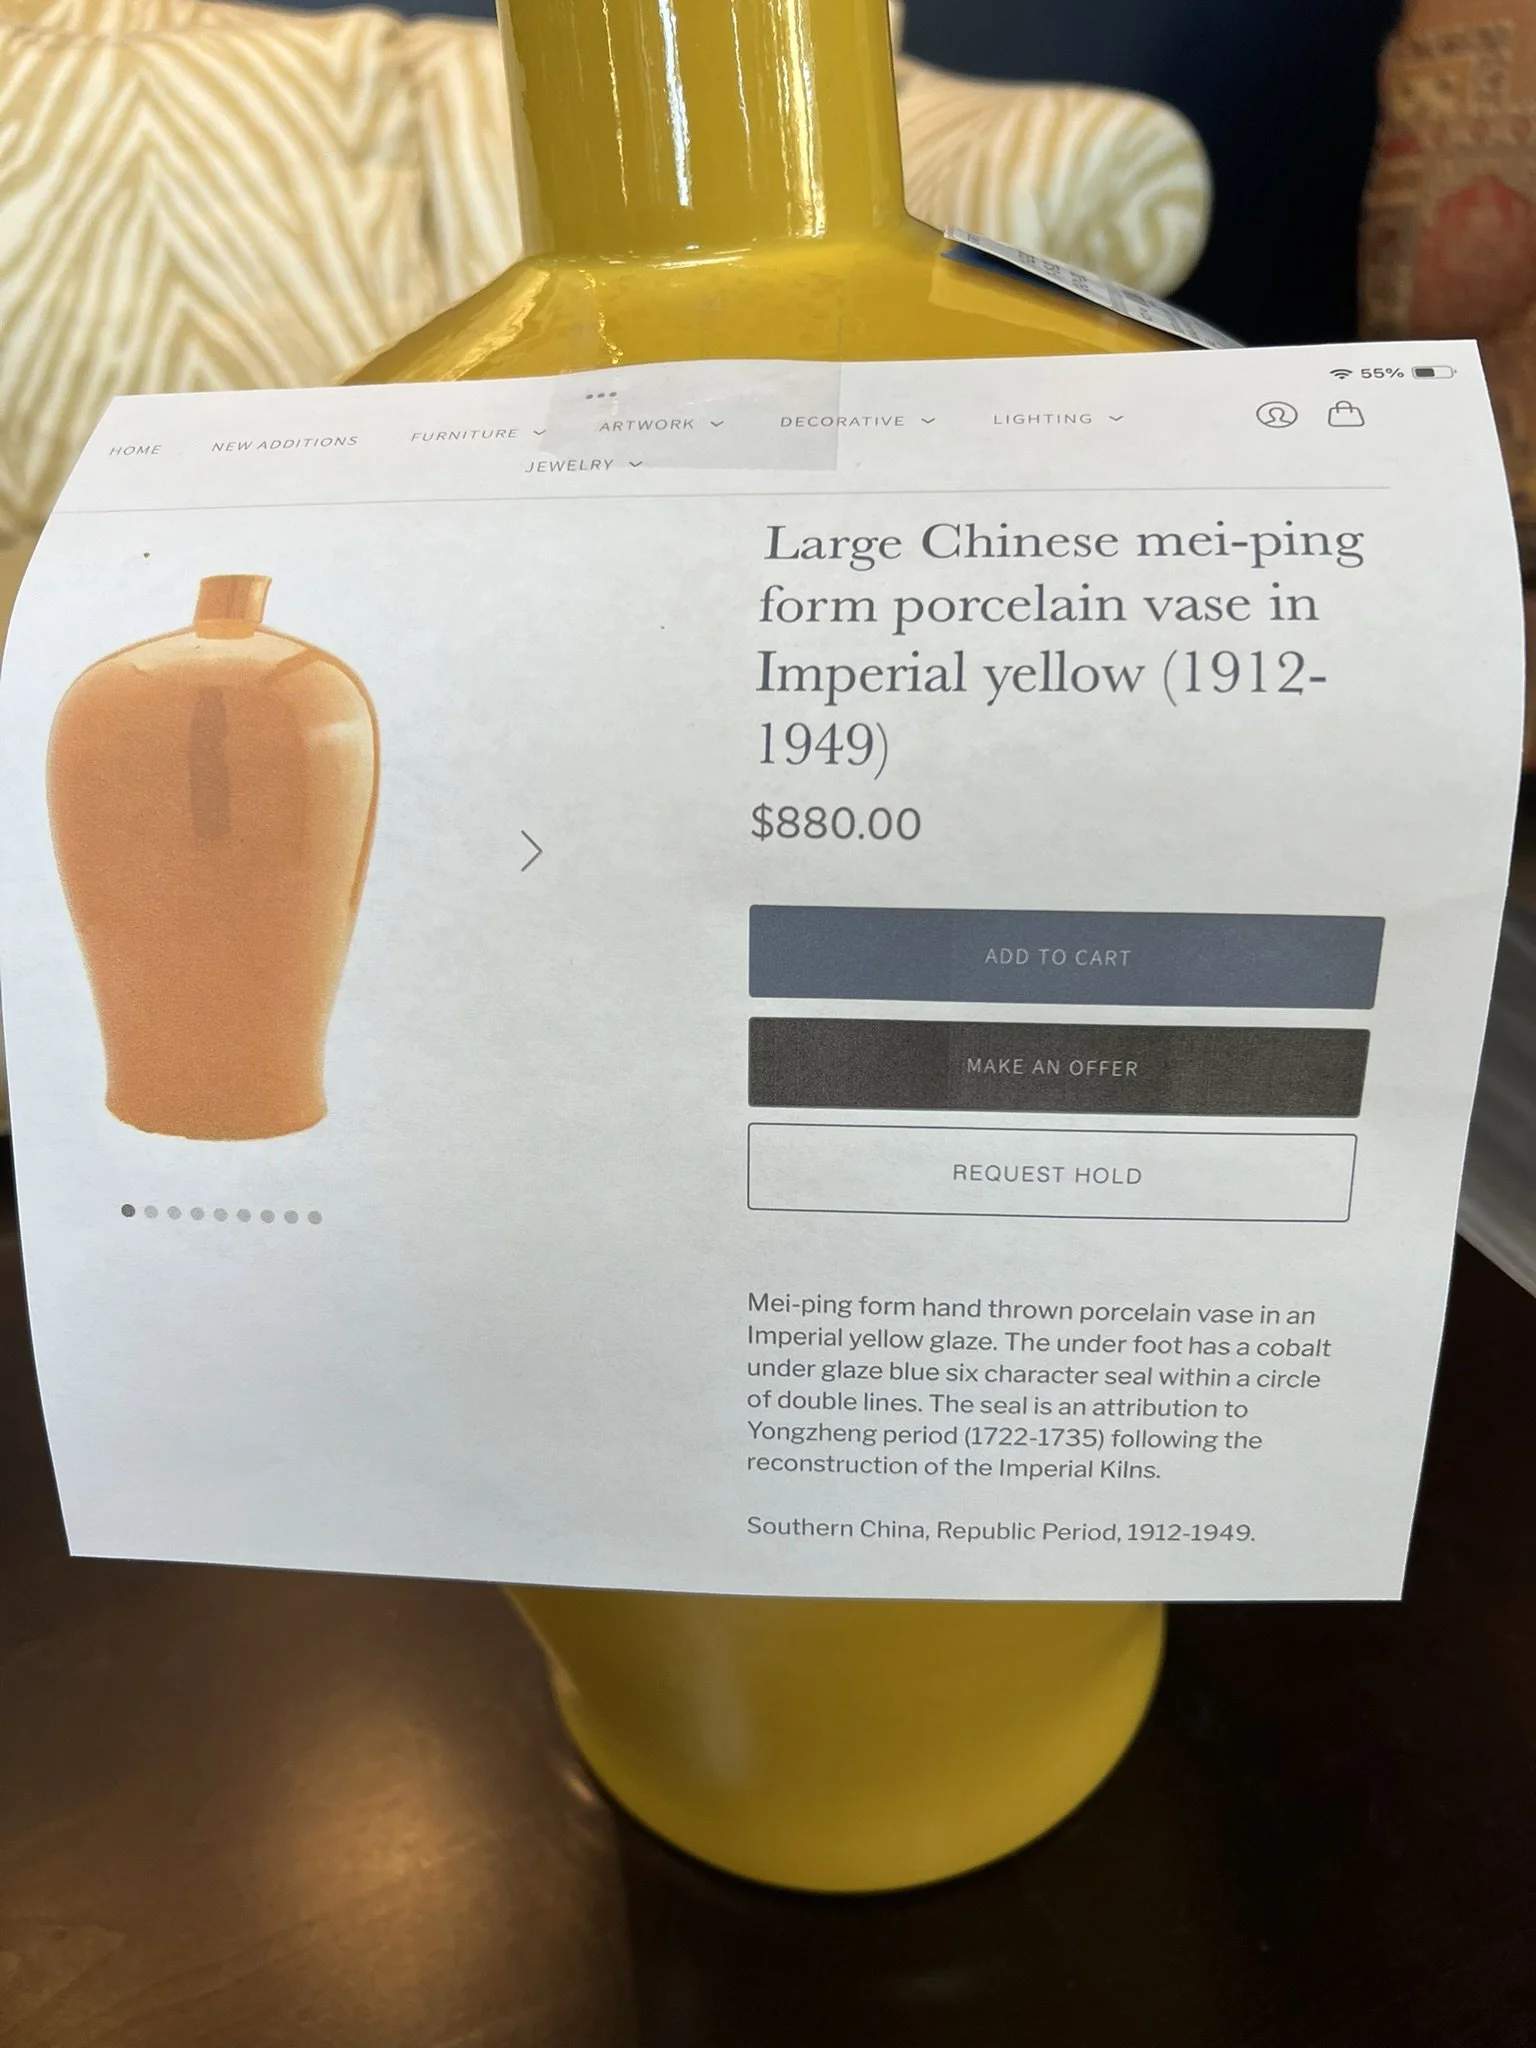 55%
HOME NEW ADDITIONS FURNITURE ARTWORK DECORATIVE LIGHTING
JEWELRY
Large Chinese mei-ping
form porcelain vase in
Imperial yellow (1912-
1949)
$880.00
ADD TO CART
MAKE AN OFFER
REQUEST HOLD
Mei-ping form hand thrown porcelain vase in an
Imperial yellow glaze. The under foot has a cobalt
under glaze blue six character seal within a circle
of double lines. The seal is an attribution to
Yongzheng period (1722-1735) following the
reconstruction of the Imperial Kilns.
Southern China, Republic Period, 1912-1949.